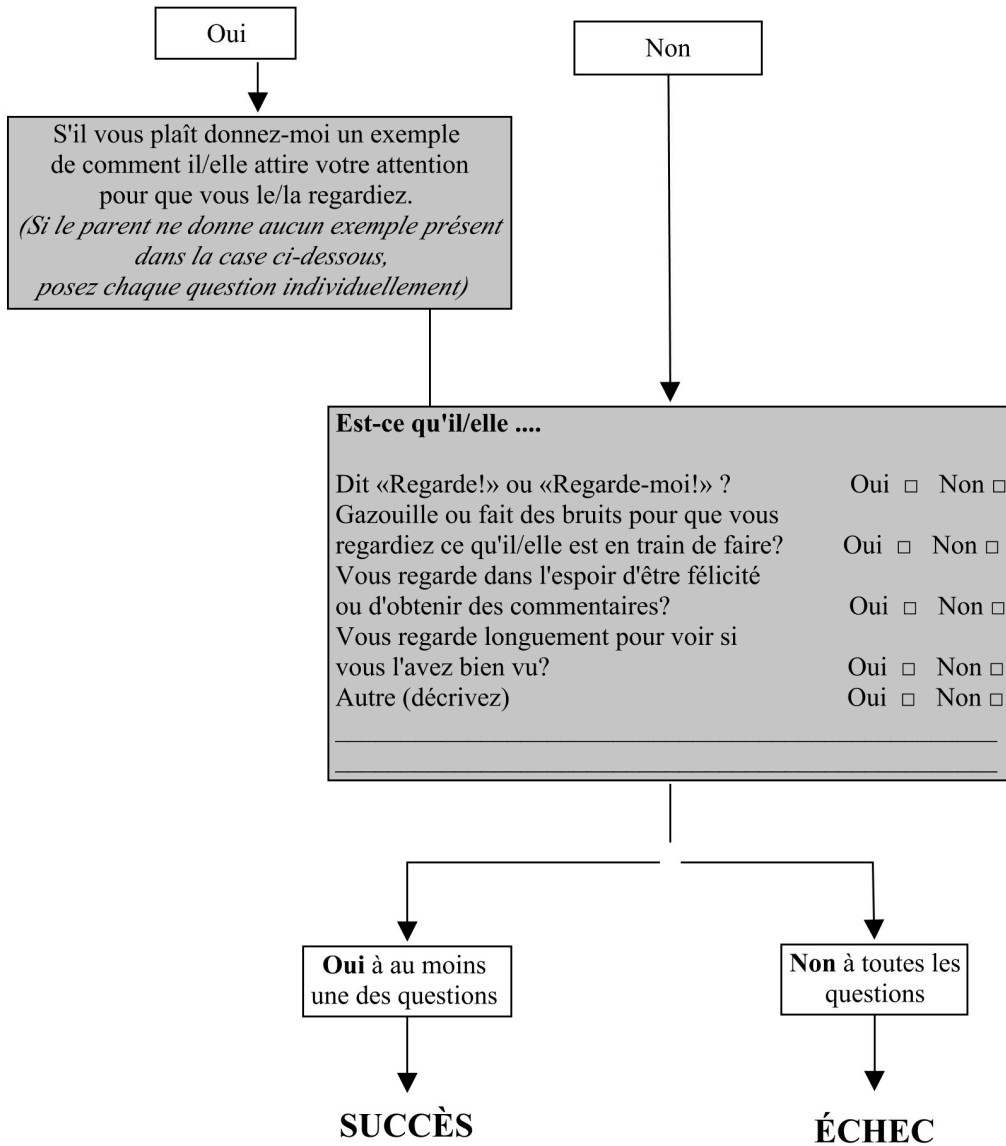 Oui
Non
S'il vous plaît donnez-moi un exemple
de comment il/elle attire votre attention
pour que vous le/la regardiez.
(Si le parent ne donne aucun exemple présent
dans la case ci-dessous,
posez chaque question individuellement)
Est-ce qu'il/elle ....
Dit «Regarde!» ou «Regarde-moi!» ? Oui □ Non □
Gazouille ou fait des bruits pour que vous
regardiez ce qu'il/elle est en train de faire? Oui □ Non □
Vous regarde dans l'espoir d'être félicité
ou d'obtenir des commentaires? Oui □ Non □
Vous regarde longuement pour voir si
vous l'avez bien vu? Oui □ Non □
Autre (décrivez) Oui □ Non □
Oui à au moins
une des questions
Non à toutes les
questions
SUCCÈS
ÉCHEC